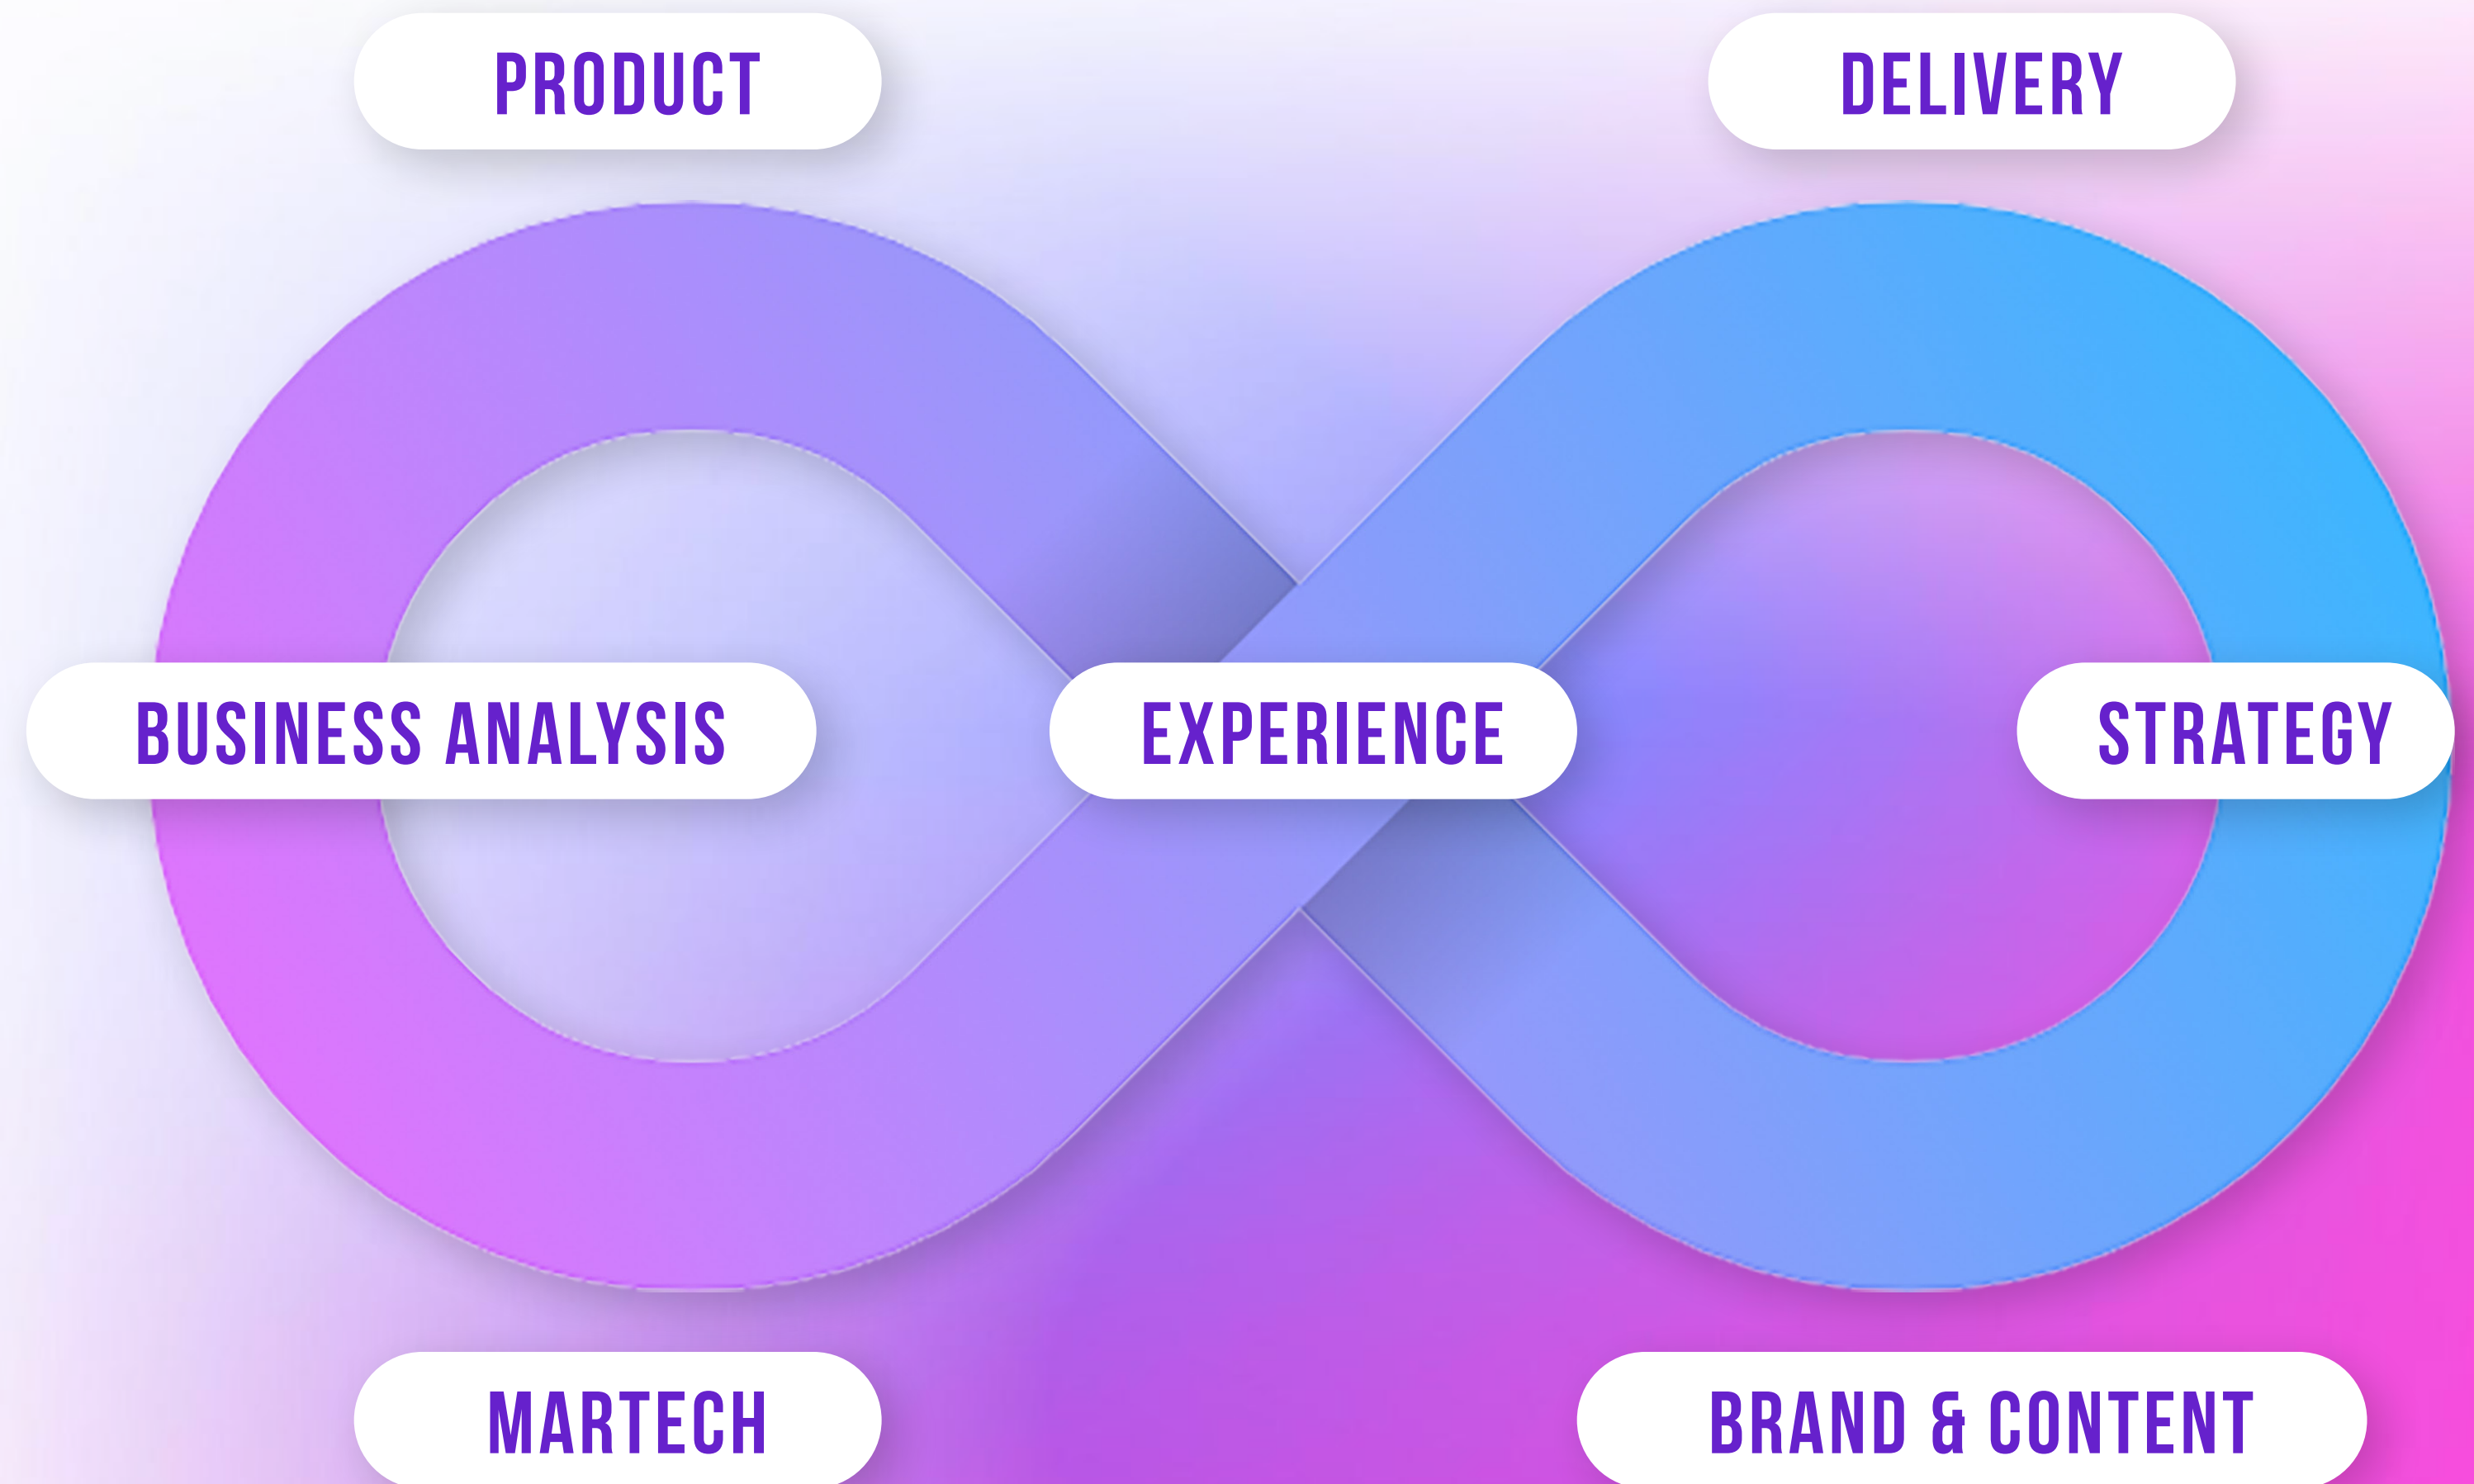 PRODUCT
DELIVERY
BUSINESS ANALYSIS
EXPERIENCE
STRATEGY
MARTECH
BRAND & CONTENT